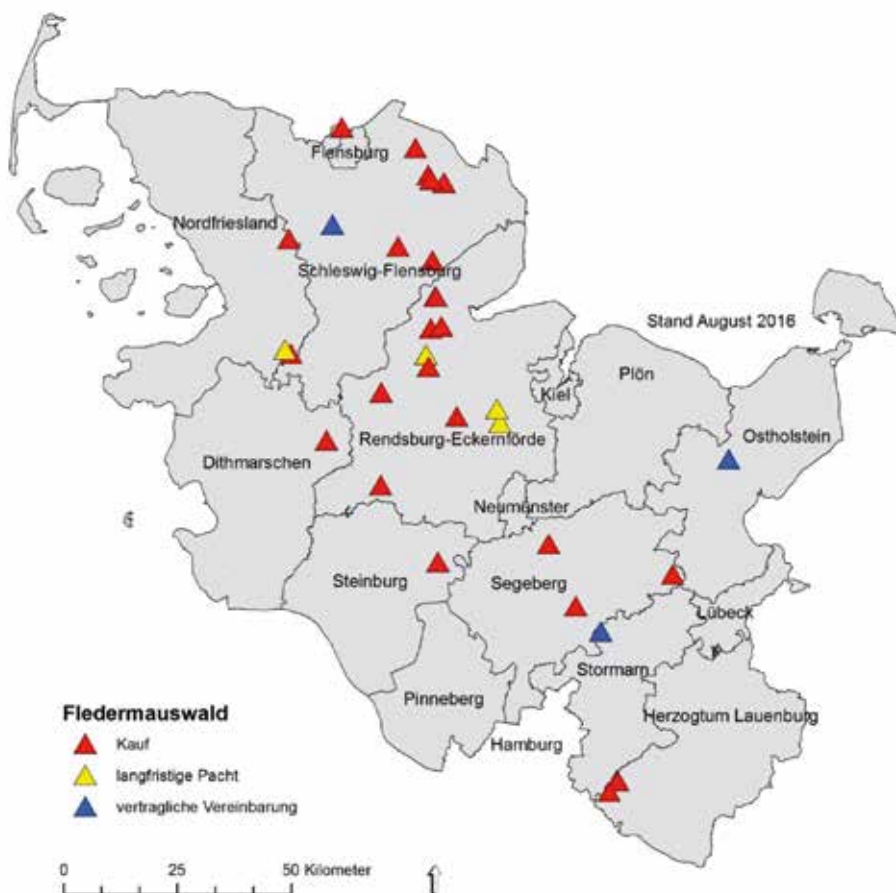 Flensburg
Nordfriesland
Schleswig-Flensburg
Stand August 2016
Plön
Kiel
Ostholstein
Rendsburg-Eckernförde
Dithmarschen
Neumünster
Steinburg
Segeberg
Lübeck
Stormarn
Pinneberg
Herzogtum Lauenburg
Hamburg
Fledermauswald
Kauf
langfristige Pacht
vertragliche Vereinbarung
0 25 50 Kilometer